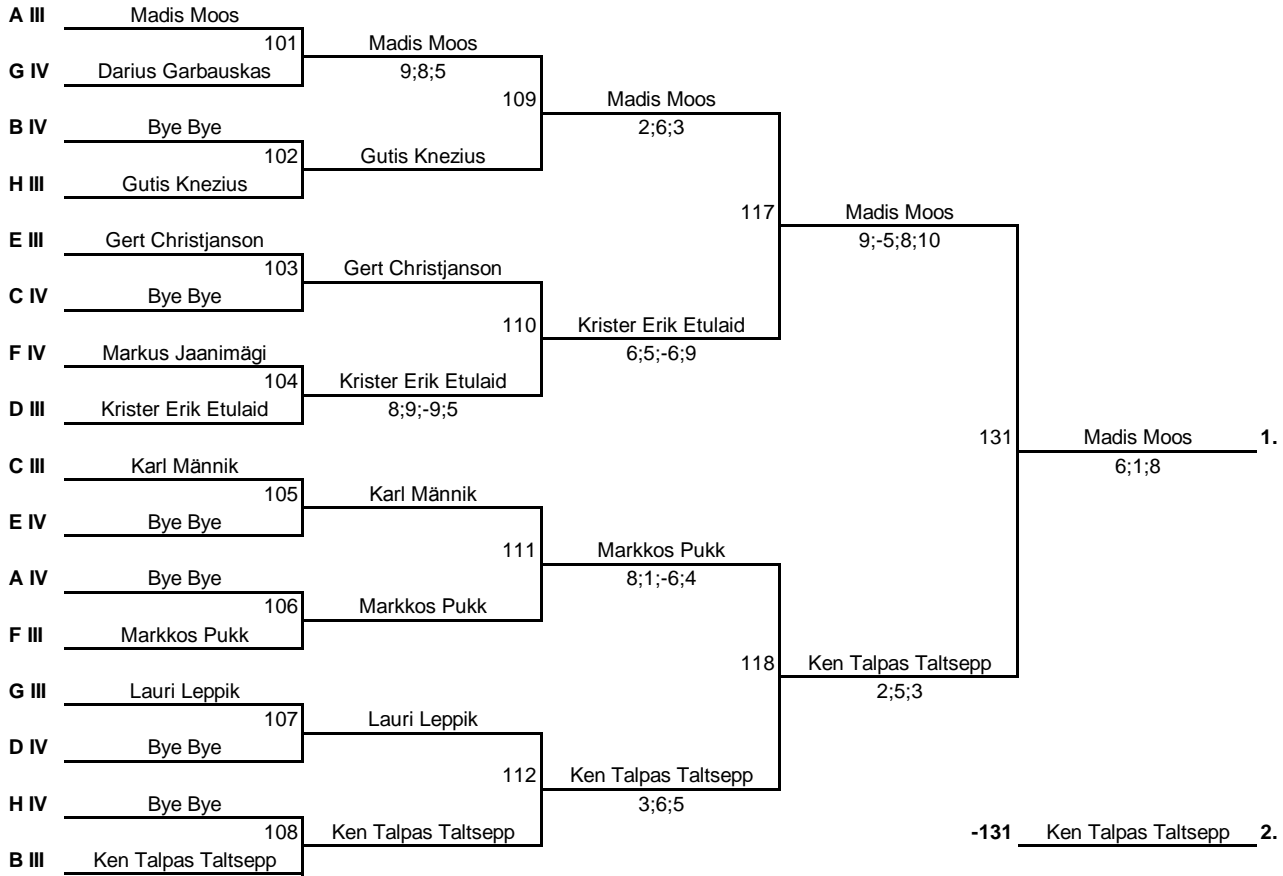 A III Madis Moos
101 Madis Moos
G IV Darius Garbauskas 9;8;5
109 Madis Moos
B IV Bye Bye 2;6;3
102 Gutis Knezius
H III Gutis Knezius
117 Madis Moos
E III Gert Christjanson 9;-5;8;10
103 Gert Christjanson
C IV Bye Bye
110 Krister Erik Etulaid
F IV Markus Jaanimägi 6;5;-6;9
104 Krister Erik Etulaid
D III Krister Erik Etulaid 8;9;-9;5
131 Madis Moos 1.
C III Karl Männik 6;1;8
105 Karl Männik
E IV Bye Bye
111 Markkos Pukk
A IV Bye Bye 8;1;-6;4
106 Markkos Pukk
F III Markkos Pukk
118 Ken Talpas Taltsepp
G III Lauri Leppik 2;5;3
107 Lauri Leppik
D IV Bye Bye
112 Ken Talpas Taltsepp
H IV Bye Bye 3;6;5
108 Ken Talpas Taltsepp -131 Ken Talpas Taltsepp 2.
B III Ken Talpas Taltsepp